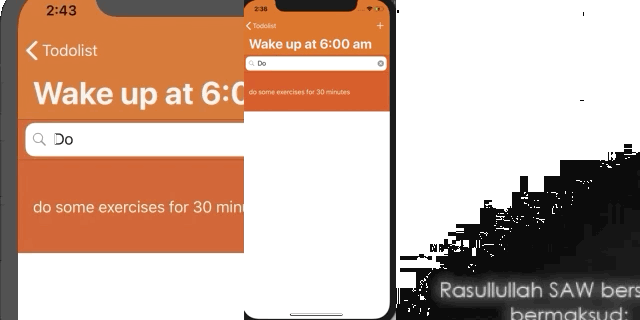 2:43
Todolist
Wake up at 6:0
Do
do some exercises for 30 minu
2:38
Todolist
+
Wake up at 6:00 am
Do
do some exercises for 30 minutes
Rasullullah SAW bers
bermaksud: